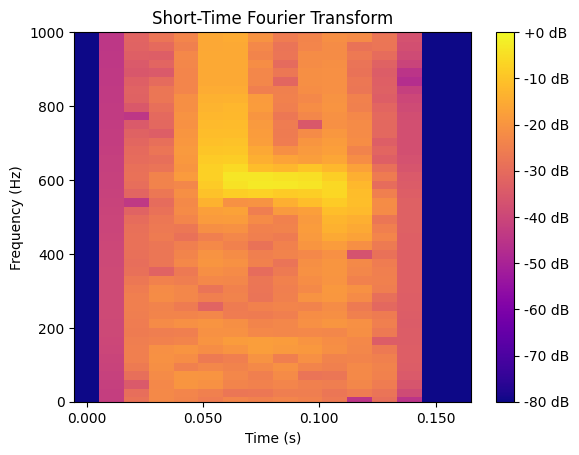 Short-Time Fourier Transform
1000
800
600
400
200
0
Frequency (Hz)
0.000
0.050
0.100
0.150
Time (s)
+0 dB
-10 dB
-20 dB
-30 dB
-40 dB
-50 dB
-60 dB
-70 dB
-80 dB